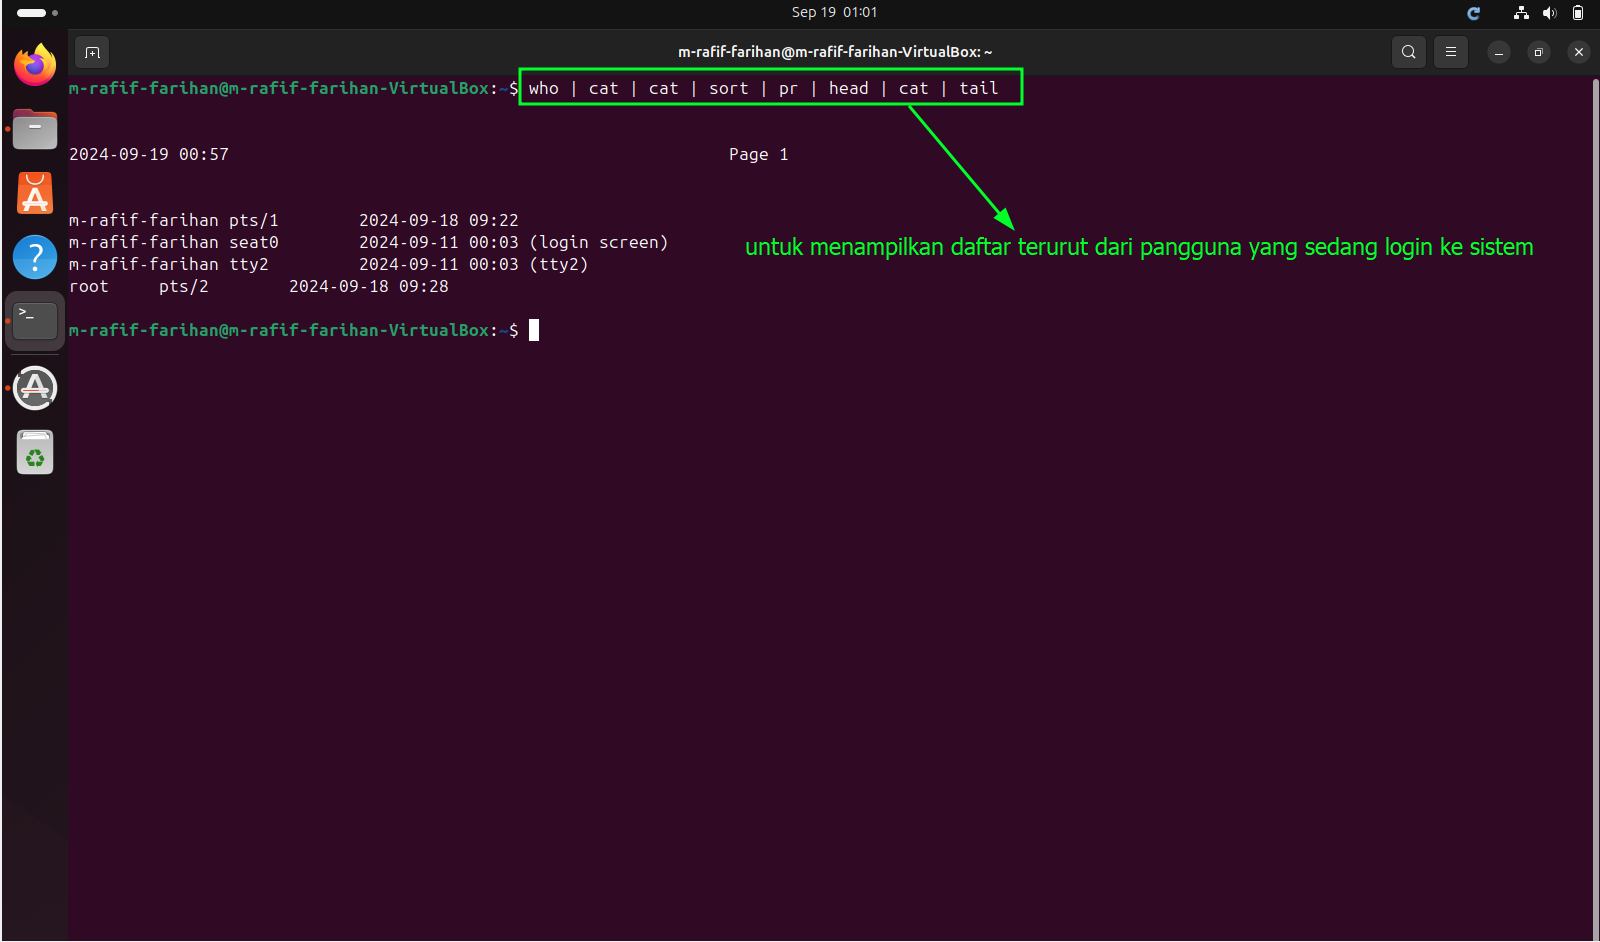 Sep 19 01:01
m-rafif-farihan@m-rafif-farihan-VirtualBox: ~
m-rafif-farihan@m-rafif-farihan-VirtualBox:~$ who | cat | cat | sort | pr | head | cat | tail
2024-09-19 00:57 Page 1
m-rafif-farihan pts/1 2024-09-18 09:22
m-rafif-farihan seat0 2024-09-11 00:03 (login screen)
m-rafif-farihan tty2 2024-09-11 00:03 (tty2)
root pts/2 2024-09-18 09:28
untuk menampilkan daftar terurut dari pangguna yang sedang login ke sistem
m-rafif-farihan@m-rafif-farihan-VirtualBox:~$